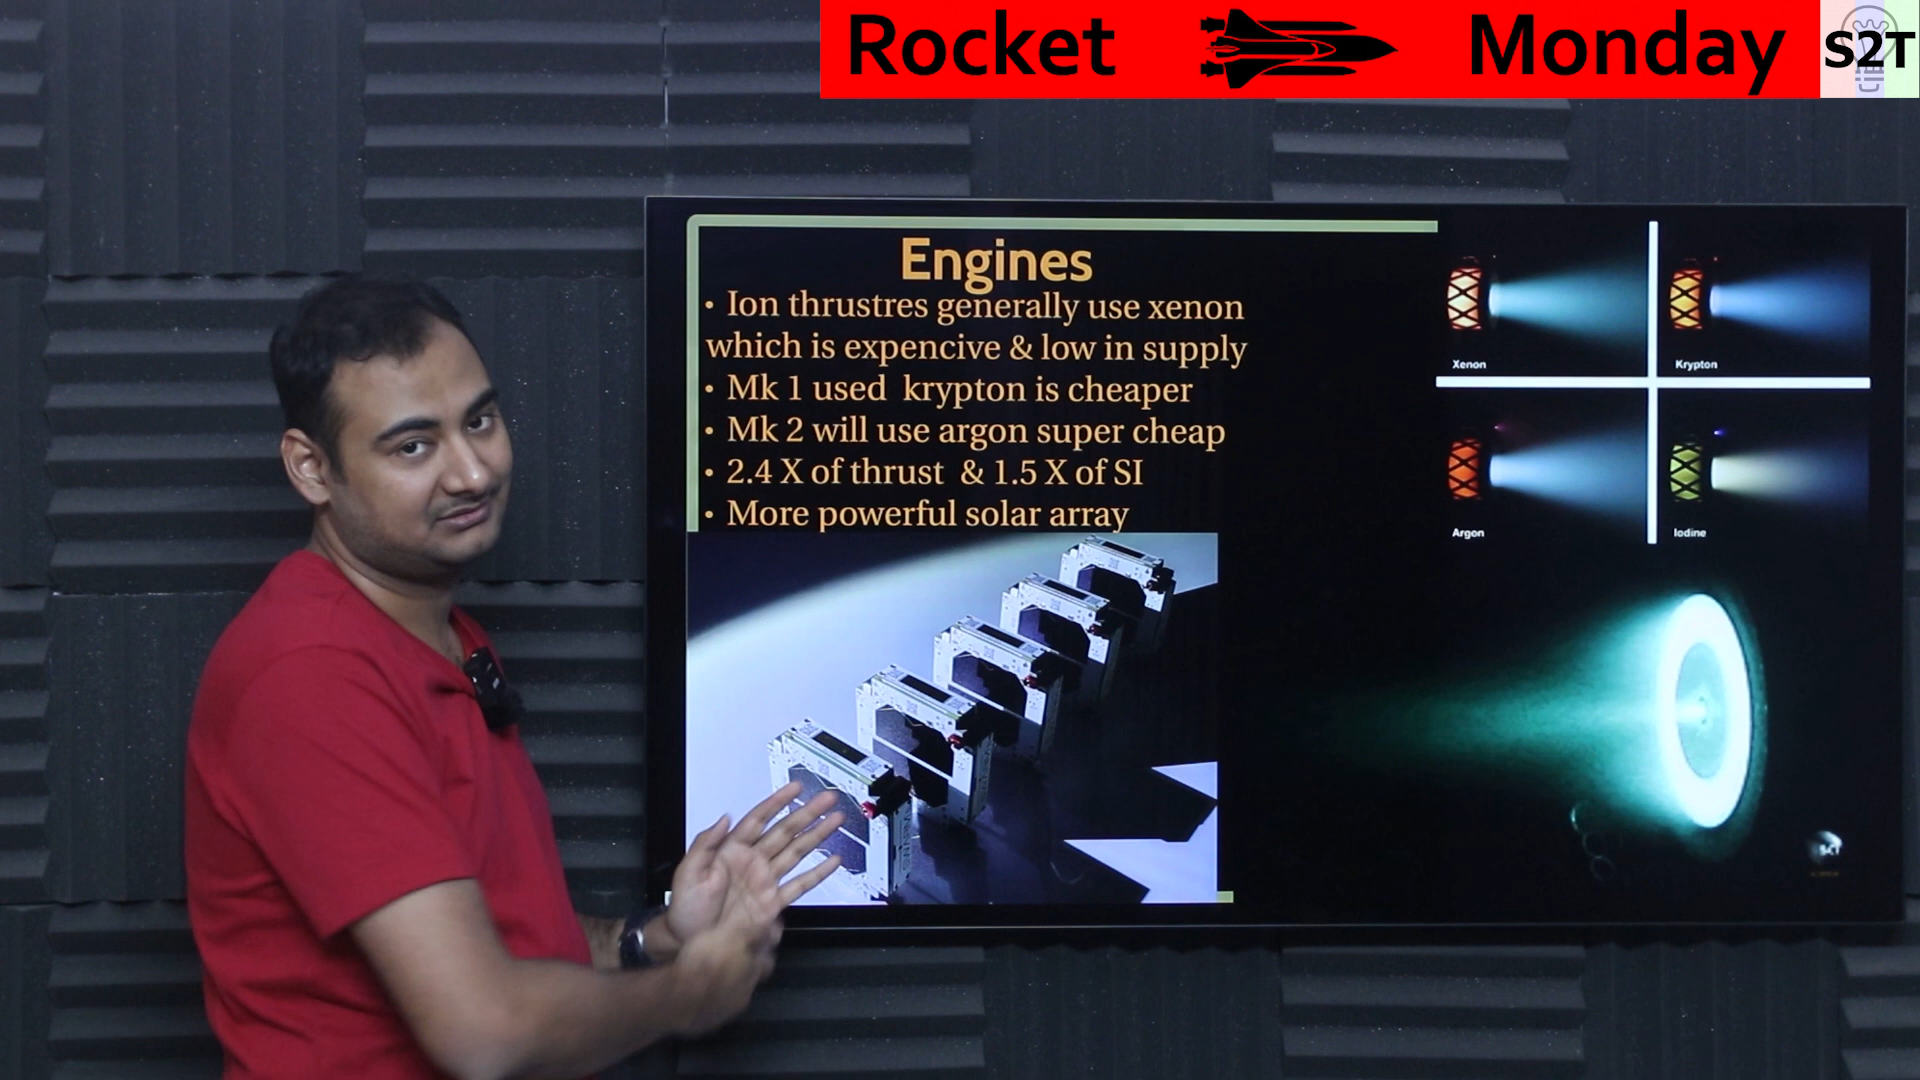 Rocket Monday
S2T
Engines
• Ion thrustres generally use xenon
which is expencive & low in supply
• Mk 1 used krypton is cheaper
• Mk 2 will use argon super cheap
• 2.4 X of thrust & 1.5 X of SI
• More powerful solar array
Xenon
Krypton
Argon
Iodine